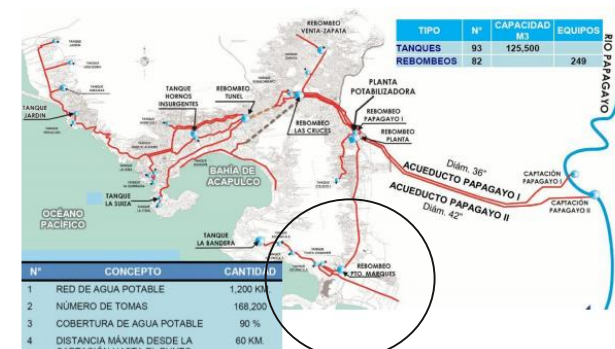 REBOMBEO
VENTA-ZAPATA
TIPO N° CAPACIDAD M3 EQUIPOS
TANQUES 93 125,500
REBOMBEOS 82 249
RIO PAPAGAYO
TANQUE
JARDIN
TANQUE
HORNOS
INSURGENTES
REBOMBEO
TUNEL
REBOMBEO
LAS CRUCES
PLANTA
POTABILIZADORA
REBOMBEO
PAPAGAYO I
REBOMBEO
PLANTA
Diám. 36"
ACUEDUCTO PAPAGAYO I
ACUEDUCTO PAPAGAYO II
Diám. 42"
CAPTACIÓN
PAPAGAYO I
CAPTACIÓN
PAPAGAYO II
BAHÍA DE
ACAPULCO
TANQUE
LA SUIZA
OCÉANO
PACÍFICO
TANQUE
LA BANDERA
REBOMBEO
PTO. MARQUES
N° CONCEPTO CANTIDAD
1 RED DE AGUA POTABLE 1,200 KM.
2 NÚMERO DE TOMAS 168,200
3 COBERTURA DE AGUA POTABLE 90 %
4 DISTANCIA MÁXIMA DESDE LA 60 KM.